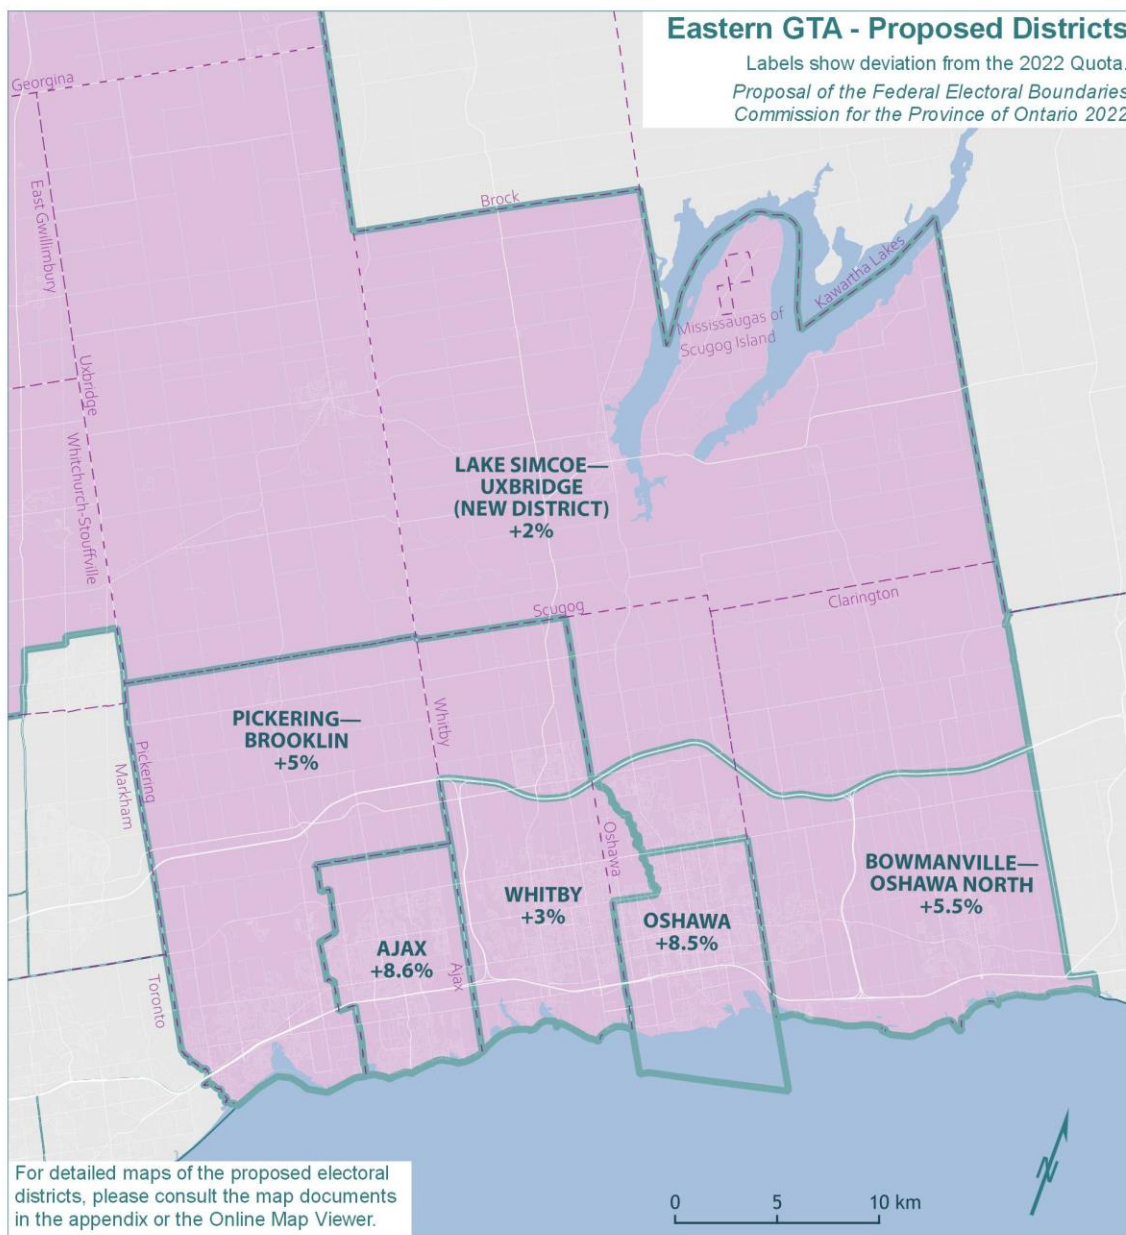 Eastern GTA - Proposed Districts
Labels show deviation from the 2022 Quota.
Proposal of the Federal Electoral Boundaries
Commission for the Province of Ontario 2022
Georgina
East Gwillimbury
Brock
Kawartha Lakes
Mississaugas of
Scugog Island
Uxbridge
Whitchurch-Stouffville
LAKE SIMCOE—
UXBRIDGE
(NEW DISTRICT)
+2%
Scugog
Clarington
PICKERING—
BROOKLIN
+5%
Whitby
Pickering
Markham
Oshawa
BOWMANVILLE—
OSHAWA NORTH
+5.5%
WHITBY
+3%
OSHAWA
+8.5%
AJAX
+8.6%
Ajax
Toronto
For detailed maps of the proposed electoral
districts, please consult the map documents
in the appendix or the Online Map Viewer.
0 5 10 km
N